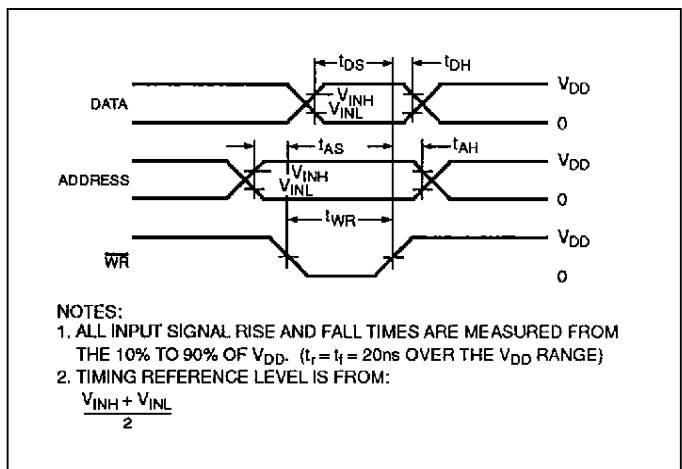 tDS tDH
DATA VINH VINL VDD 0
tAS tAH
ADDRESS VINH VINL VDD 0
tWR
WR VDD 0
NOTES:
1. ALL INPUT SIGNAL RISE AND FALL TIMES ARE MEASURED FROM
THE 10% TO 90% OF VDD. (tr = tf = 20ns OVER THE VDD RANGE)
2. TIMING REFERENCE LEVEL IS FROM:
VINH + VINL
2